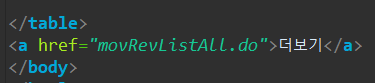 </table>
<a href="movRevListAll.do">더보기</a>
</body>